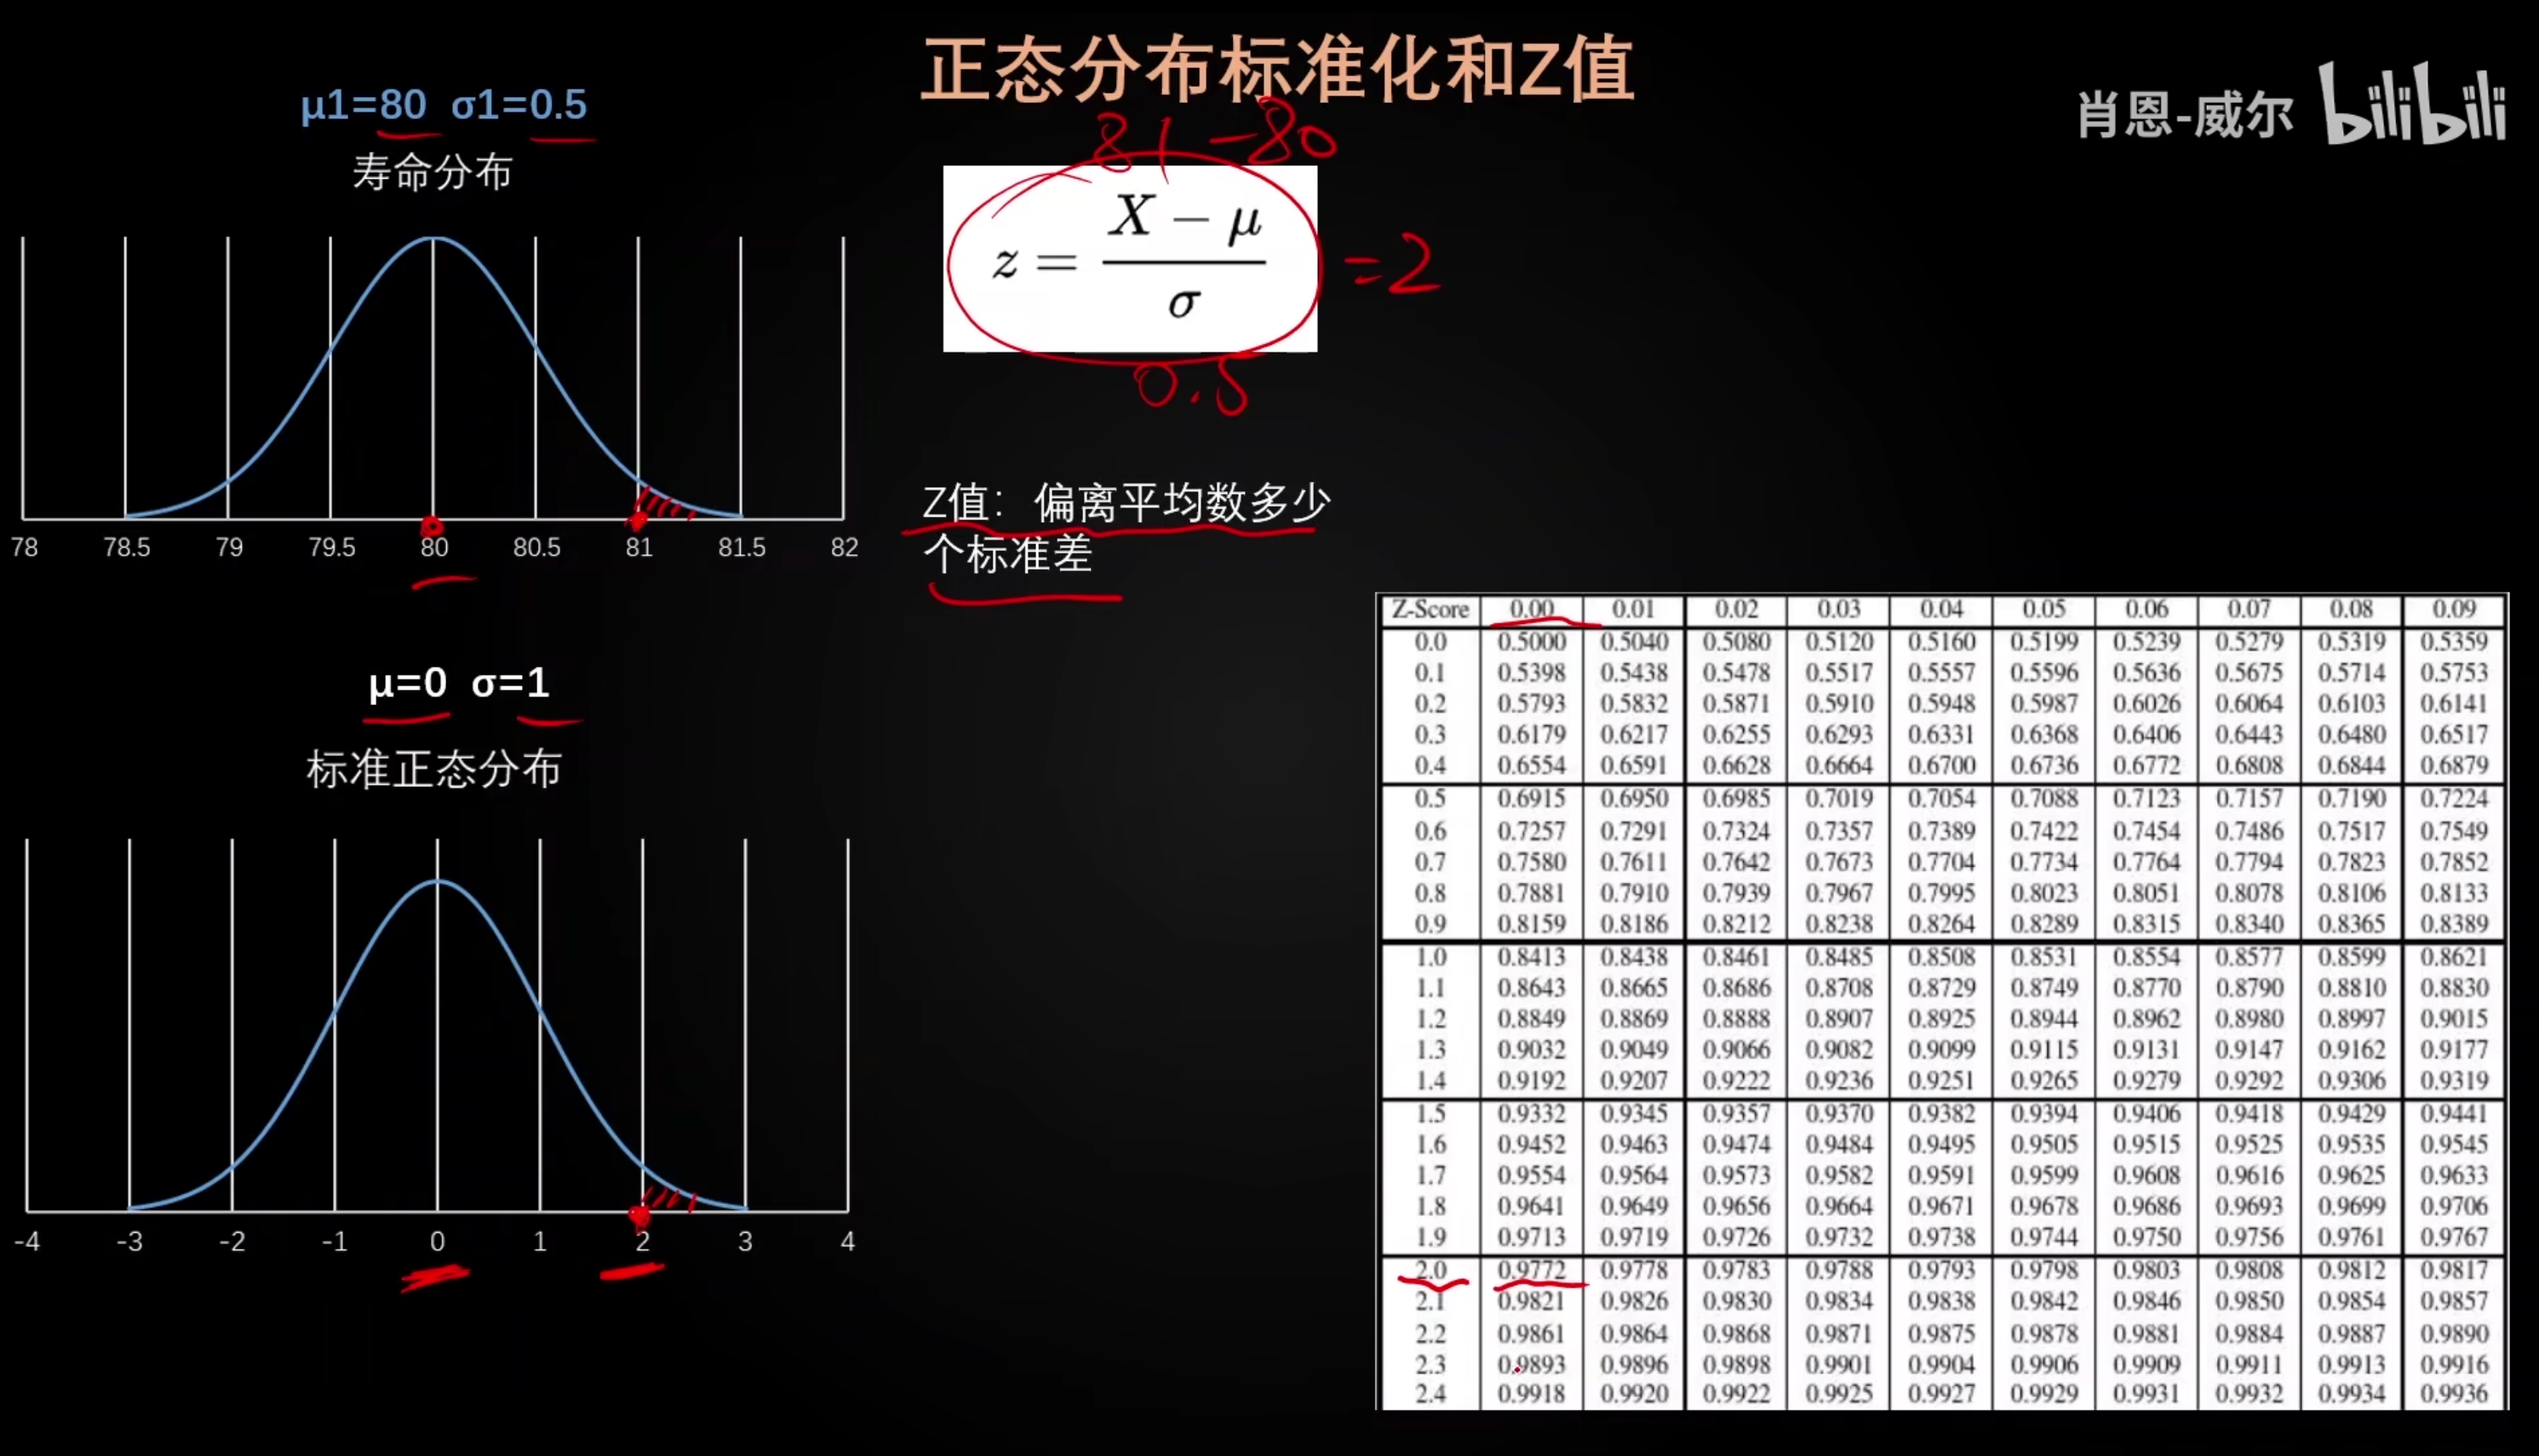 正态分布标准化和Z值
肖恩-威尔 bilibili
μ1=80 σ1=0.5
寿命分布
78 78.5 79 79.5 80 80.5 81 81.5 82
81-80
z = X − μ
σ
=2
0.5
Z值：偏离平均数多少
个标准差
μ=0 σ=1
标准正态分布
-4 -3 -2 -1 0 1 2 3 4
Z-Score 0.00 0.01 0.02 0.03 0.04 0.05 0.06 0.07 0.08 0.09
0.0 0.5000 0.5040 0.5080 0.5120 0.5160 0.5199 0.5239 0.5279 0.5319 0.5359
0.1 0.5398 0.5438 0.5478 0.5517 0.5557 0.5596 0.5636 0.5675 0.5714 0.5753
0.2 0.5793 0.5832 0.5871 0.5910 0.5948 0.5987 0.6026 0.6064 0.6103 0.6141
0.3 0.6179 0.6217 0.6255 0.6293 0.6331 0.6368 0.6406 0.6443 0.6480 0.6517
0.4 0.6554 0.6591 0.6628 0.6664 0.6700 0.6736 0.6772 0.6808 0.6844 0.6879
0.5 0.6915 0.6950 0.6985 0.7019 0.7054 0.7088 0.7123 0.7157 0.7190 0.7224
0.6 0.7257 0.7291 0.7324 0.7357 0.7389 0.7422 0.7454 0.7486 0.7517 0.7549
0.7 0.7580 0.7611 0.7642 0.7673 0.7704 0.7734 0.7764 0.7794 0.7823 0.7852
0.8 0.7881 0.7910 0.7939 0.7967 0.7995 0.8023 0.8051 0.8078 0.8106 0.8133
0.9 0.8159 0.8186 0.8212 0.8238 0.8264 0.8289 0.8315 0.8340 0.8365 0.8389
1.0 0.8413 0.8438 0.8461 0.8485 0.8508 0.8531 0.8554 0.8577 0.8599 0.8621
1.1 0.8643 0.8665 0.8686 0.8708 0.8729 0.8749 0.8770 0.8790 0.8810 0.8830
1.2 0.8849 0.8869 0.8888 0.8907 0.8925 0.8944 0.8962 0.8980 0.8997 0.9015
1.3 0.9032 0.9049 0.9066 0.9082 0.9099 0.9115 0.9131 0.9147 0.9162 0.9177
1.4 0.9192 0.9207 0.9222 0.9236 0.9251 0.9265 0.9279 0.9292 0.9306 0.9319
1.5 0.9332 0.9345 0.9357 0.9370 0.9382 0.9394 0.9406 0.9418 0.9429 0.9441
1.6 0.9452 0.9463 0.9474 0.9484 0.9495 0.9505 0.9515 0.9525 0.9535 0.9545
1.7 0.9554 0.9564 0.9573 0.9582 0.9591 0.9599 0.9608 0.9616 0.9625 0.9633
1.8 0.9641 0.9649 0.9656 0.9664 0.9671 0.9678 0.9686 0.9693 0.9699 0.9706
1.9 0.9713 0.9719 0.9726 0.9732 0.9738 0.9744 0.9750 0.9756 0.9761 0.9767
2.0 0.9772 0.9778 0.9783 0.9788 0.9793 0.9798 0.9803 0.9808 0.9812 0.9817
2.1 0.9821 0.9826 0.9830 0.9834 0.9838 0.9842 0.9846 0.9850 0.9854 0.9857
2.2 0.9861 0.9864 0.9868 0.9871 0.9875 0.9878 0.9881 0.9884 0.9887 0.9890
2.3 0.9893 0.9896 0.9898 0.9901 0.9904 0.9906 0.9909 0.9911 0.9913 0.9916
2.4 0.9918 0.9920 0.9922 0.9925 0.9927 0.9929 0.9931 0.9932 0.9934 0.9936